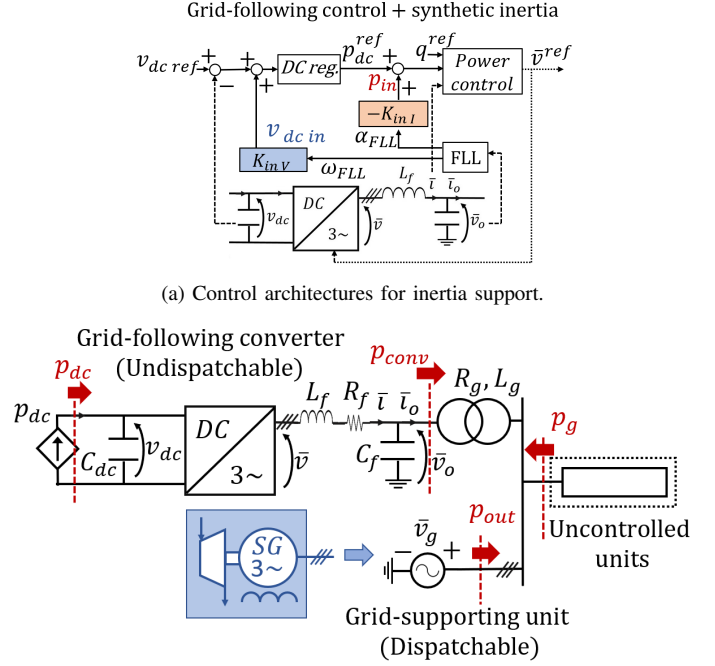 Grid-following control + synthetic inertia
v_dc ref + − + + DC reg. p_dc^ref + + q^ref Power control v̄^ref
p_in
−K_in I
v_dc in α_FLL
K_in V ω_FLL FLL
L_f ī ī_o
v_dc DC 3~ v̄ v̄_o
(a) Control architectures for inertia support.
Grid-following converter
(Undispatchable)
p_dc p_conv
p_dc L_f R_f ī ī_o R_g, L_g
C_dc v_dc DC 3~ v̄ C_f v̄_o p_g
SG 3~ v̄_g − + p_out Uncontrolled
units
Grid-supporting unit
(Dispatchable)